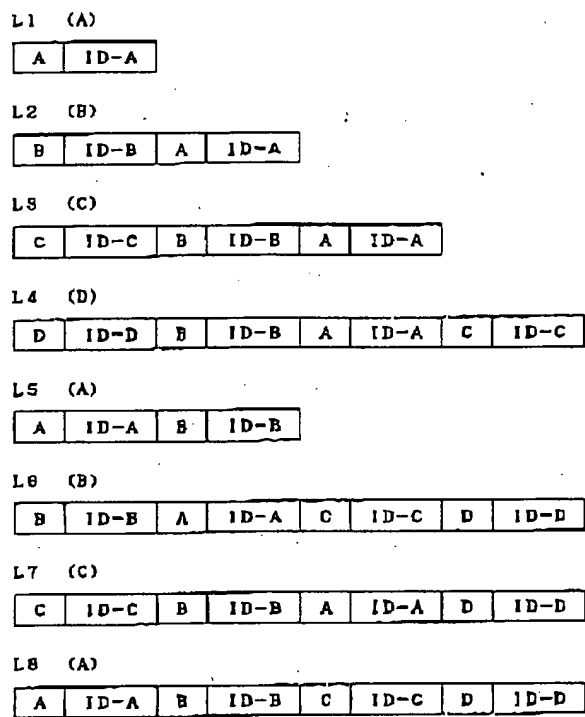 L1 (A)
A ID-A
L2 (B)
B ID-B A ID-A
L3 (C)
C ID-C B ID-B A ID-A
L4 (D)
D ID-D B ID-B A ID-A C ID-C
L5 (A)
A ID-A B ID-B
L6 (B)
B ID-B A ID-A C ID-C D ID-D
L7 (C)
C ID-C B ID-B A ID-A D ID-D
L8 (A)
A ID-A B ID-B C ID-C D ID-D